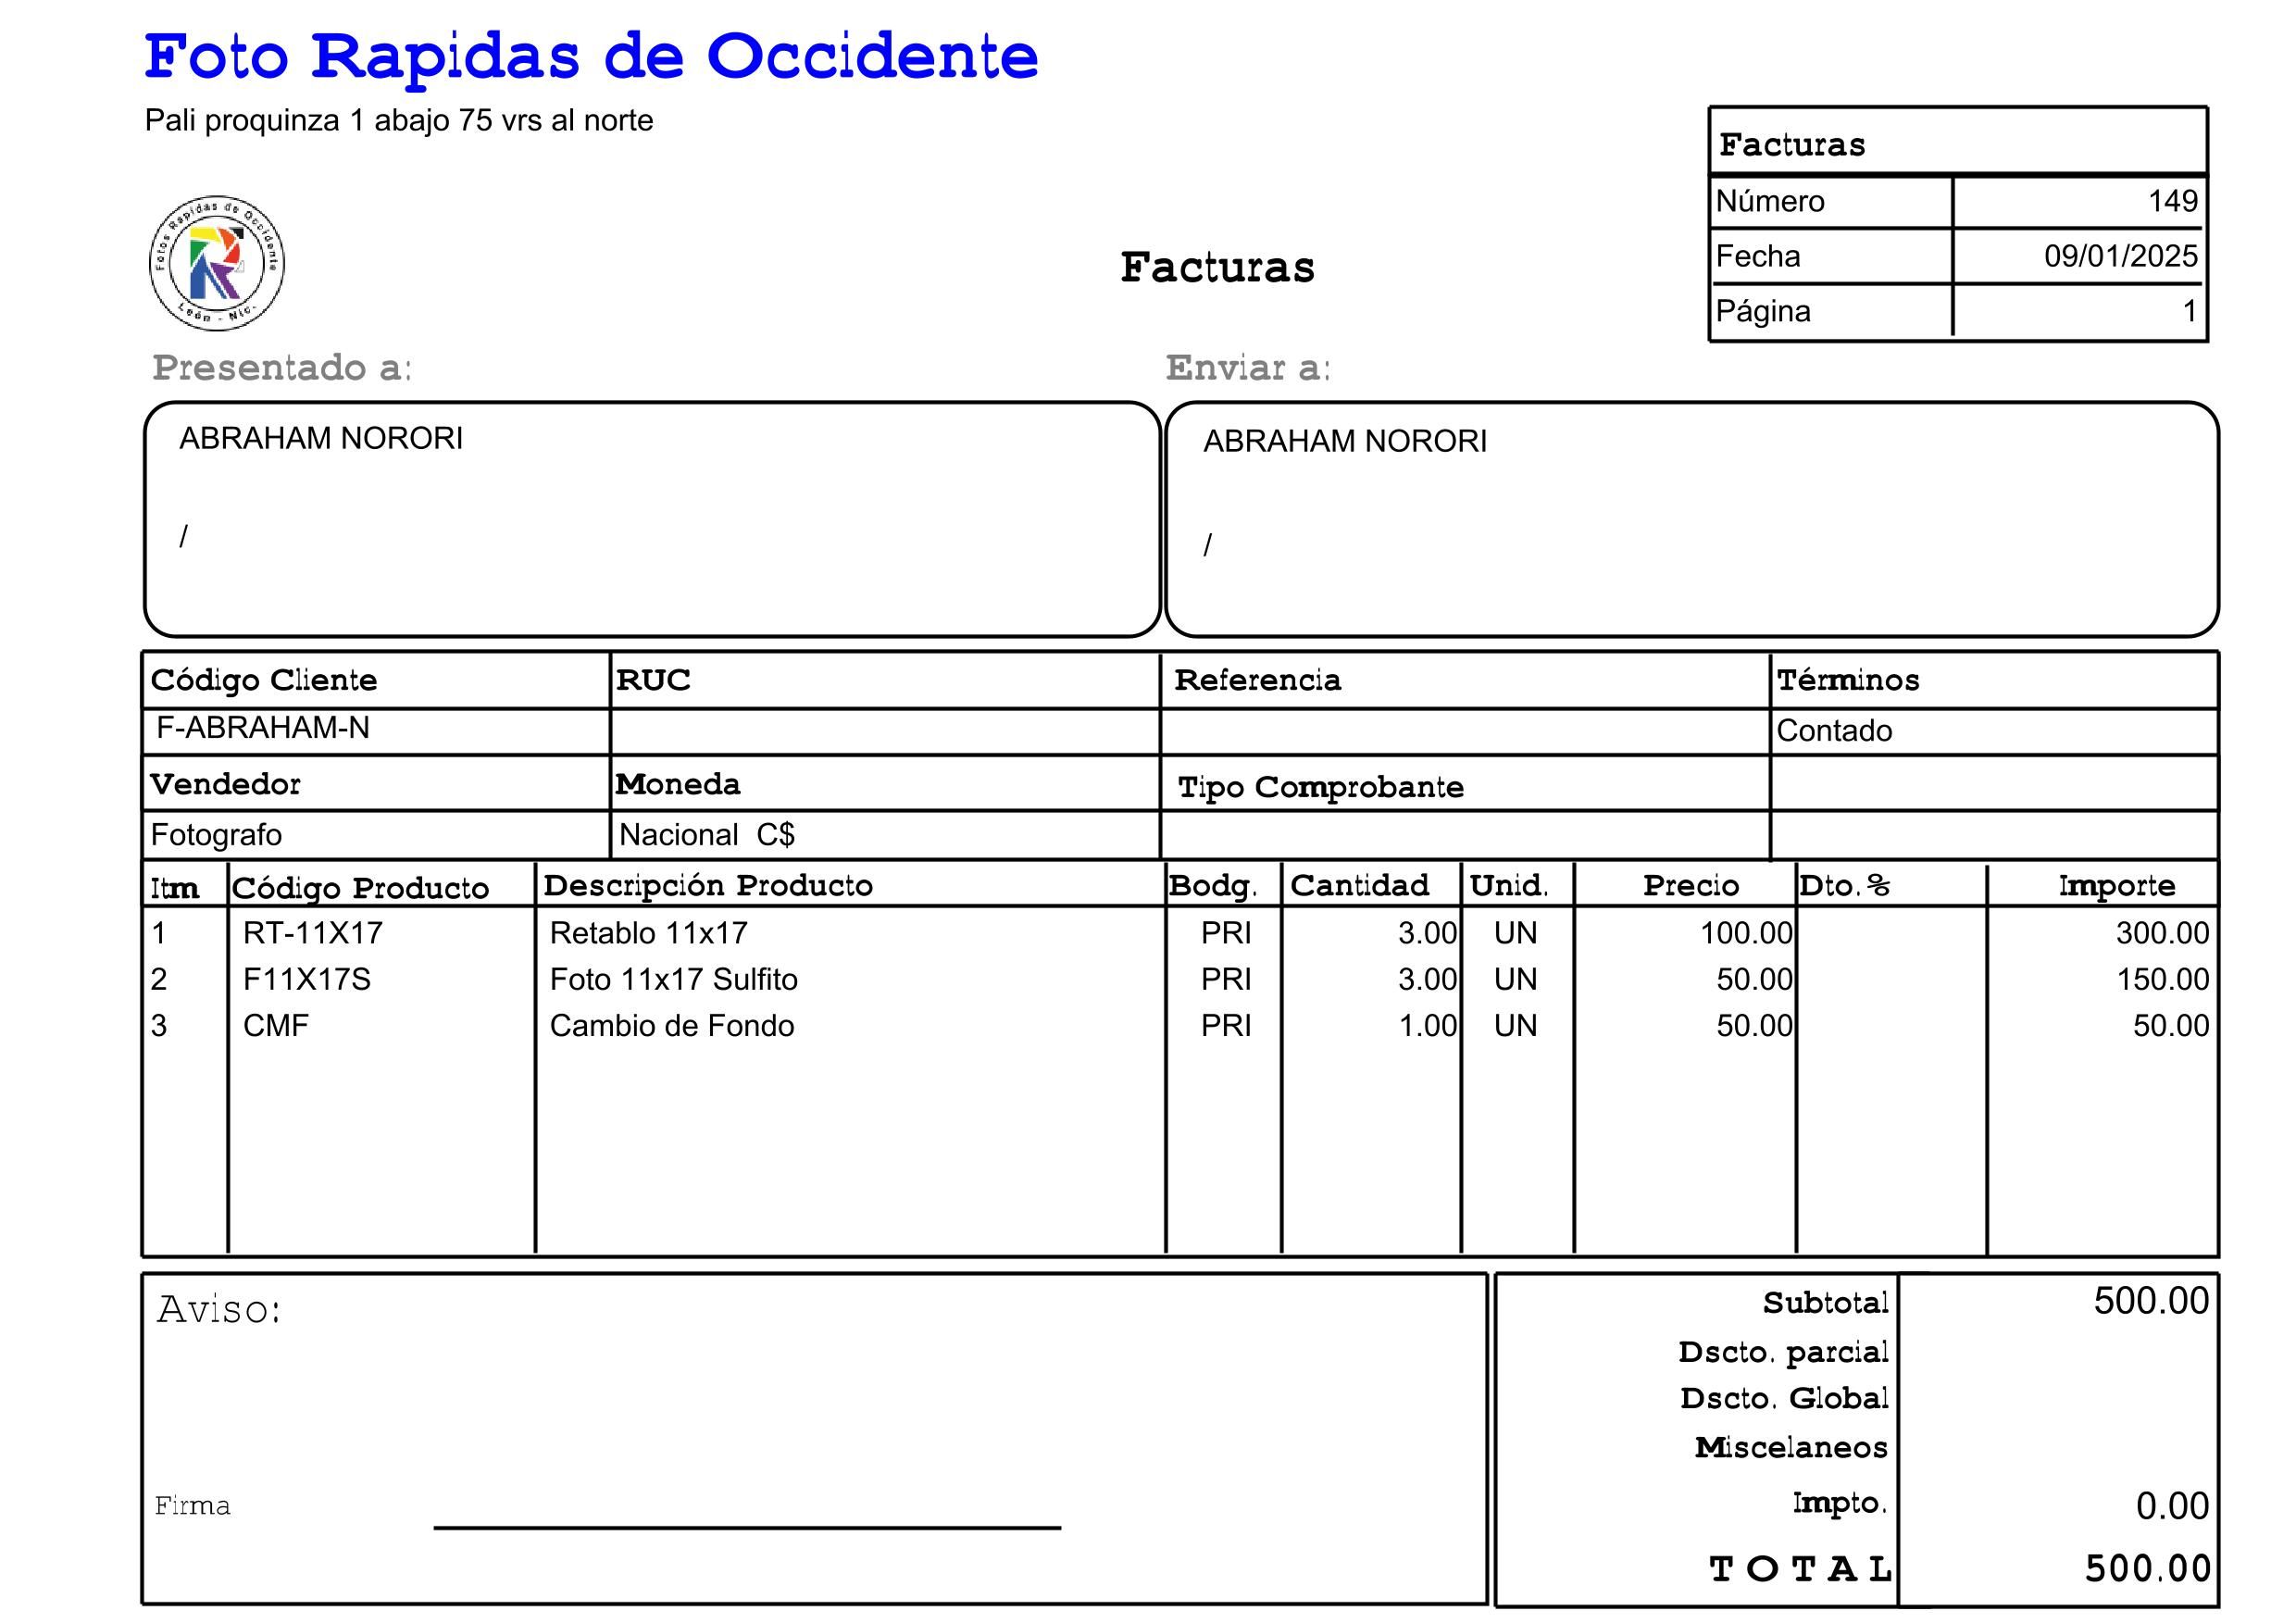 Foto Rapidas de Occidente
Pali proquinza 1 abajo 75 vrs al norte
Fotos Rapidas de Occidente
León - Nic.
Facturas
Facturas
Número 149
Fecha 09/01/2025
Página 1
Presentado a: Enviar a:
ABRAHAM NORORI ABRAHAM NORORI
/ /
Código Cliente RUC Referencia Términos
F-ABRAHAM-N Contado
Vendedor Moneda Tipo Comprobante
Fotografo Nacional C$
Itm Código Producto Descripción Producto Bodg. Cantidad Unid. Precio Dto.% Importe
1 RT-11X17 Retablo 11x17 PRI 3.00 UN 100.00 300.00
2 F11X17S Foto 11x17 Sulfito PRI 3.00 UN 50.00 150.00
3 CMF Cambio de Fondo PRI 1.00 UN 50.00 50.00
Aviso:
Subtotal 500.00
Dscto. parcial
Dscto. Global
Miscelaneos
Firma
Impto. 0.00
TOTAL 500.00